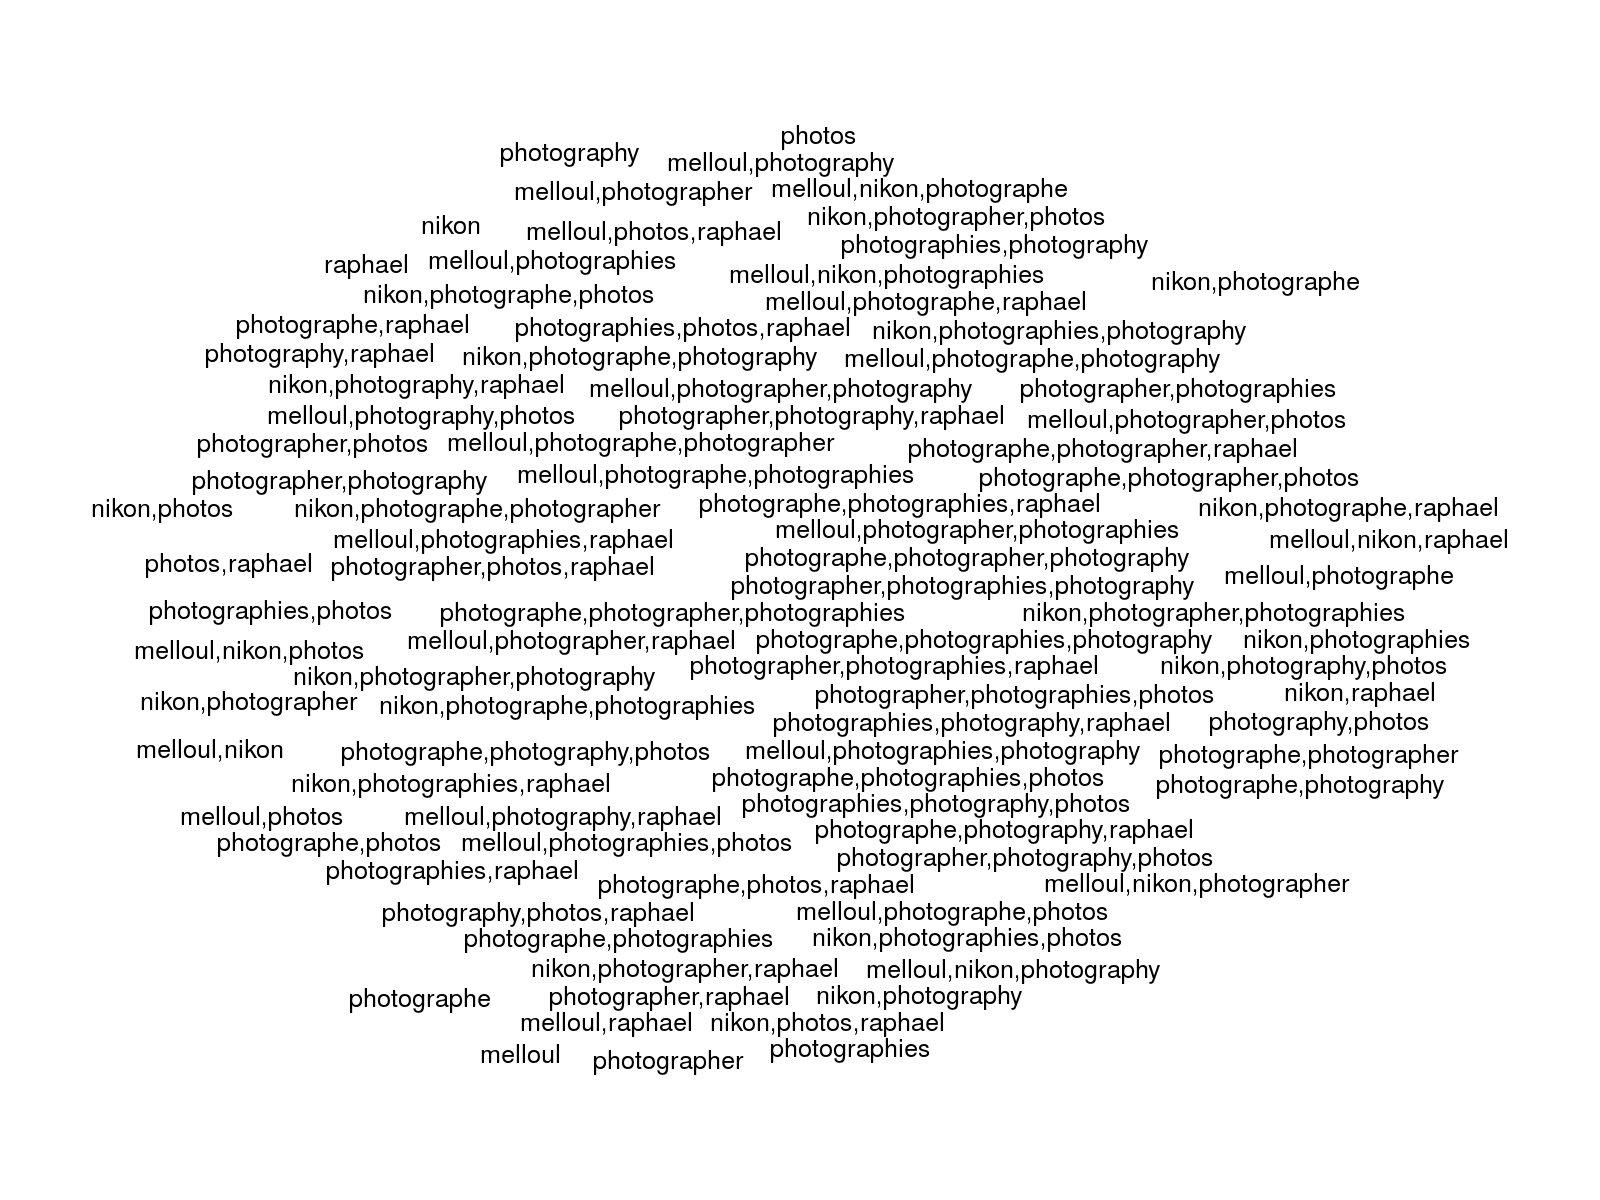 photos
photography
melloul,photography
melloul,photographer
melloul,nikon,photographe
nikon,photographer,photos
nikon
melloul,photos,raphael
photographies,photography
raphael
melloul,photographies
melloul,nikon,photographies
nikon,photographe
nikon,photographe,photos
melloul,photographe,raphael
photographe,raphael
photographies,photos,raphael
nikon,photographies,photography
photography,raphael
nikon,photographe,photography
melloul,photographe,photography
nikon,photography,raphael
melloul,photographer,photography
photographer,photographies
melloul,photography,photos
photographer,photography,raphael
melloul,photographer,photos
photographer,photos
melloul,photographe,photographer
photographe,photographer,raphael
photographer,photography
melloul,photographe,photographies
photographe,photographer,photos
nikon,photos
nikon,photographe,photographer
photographe,photographies,raphael
nikon,photographe,raphael
melloul,photographies,raphael
melloul,photographer,photographies
melloul,nikon,raphael
photos,raphael
photographer,photos,raphael
photographe,photographer,photography
photographer,photographies,photography
melloul,photographe
photographies,photos
photographe,photographer,photographies
nikon,photographer,photographies
melloul,nikon,photos
melloul,photographer,raphael
photographe,photographies,photography
nikon,photographies
nikon,photographer,photography
photographer,photographies,raphael
nikon,photography,photos
nikon,photographer
nikon,photographe,photographies
photographer,photographies,photos
nikon,raphael
photographies,photography,raphael
photography,photos
melloul,nikon
photographe,photography,photos
melloul,photographies,photography
photographe,photographer
nikon,photographies,raphael
photographe,photographies,photos
photographe,photography
melloul,photos
melloul,photography,raphael
photographies,photography,photos
photographe,photos
melloul,photographies,photos
photographe,photography,raphael
photographies,raphael
photographer,photography,photos
photographe,photos,raphael
melloul,nikon,photographer
photography,photos,raphael
melloul,photographe,photos
photographe,photographies
nikon,photographies,photos
nikon,photographer,raphael
melloul,nikon,photography
photographe
photographer,raphael
nikon,photography
melloul,raphael
nikon,photos,raphael
melloul
photographer
photographies